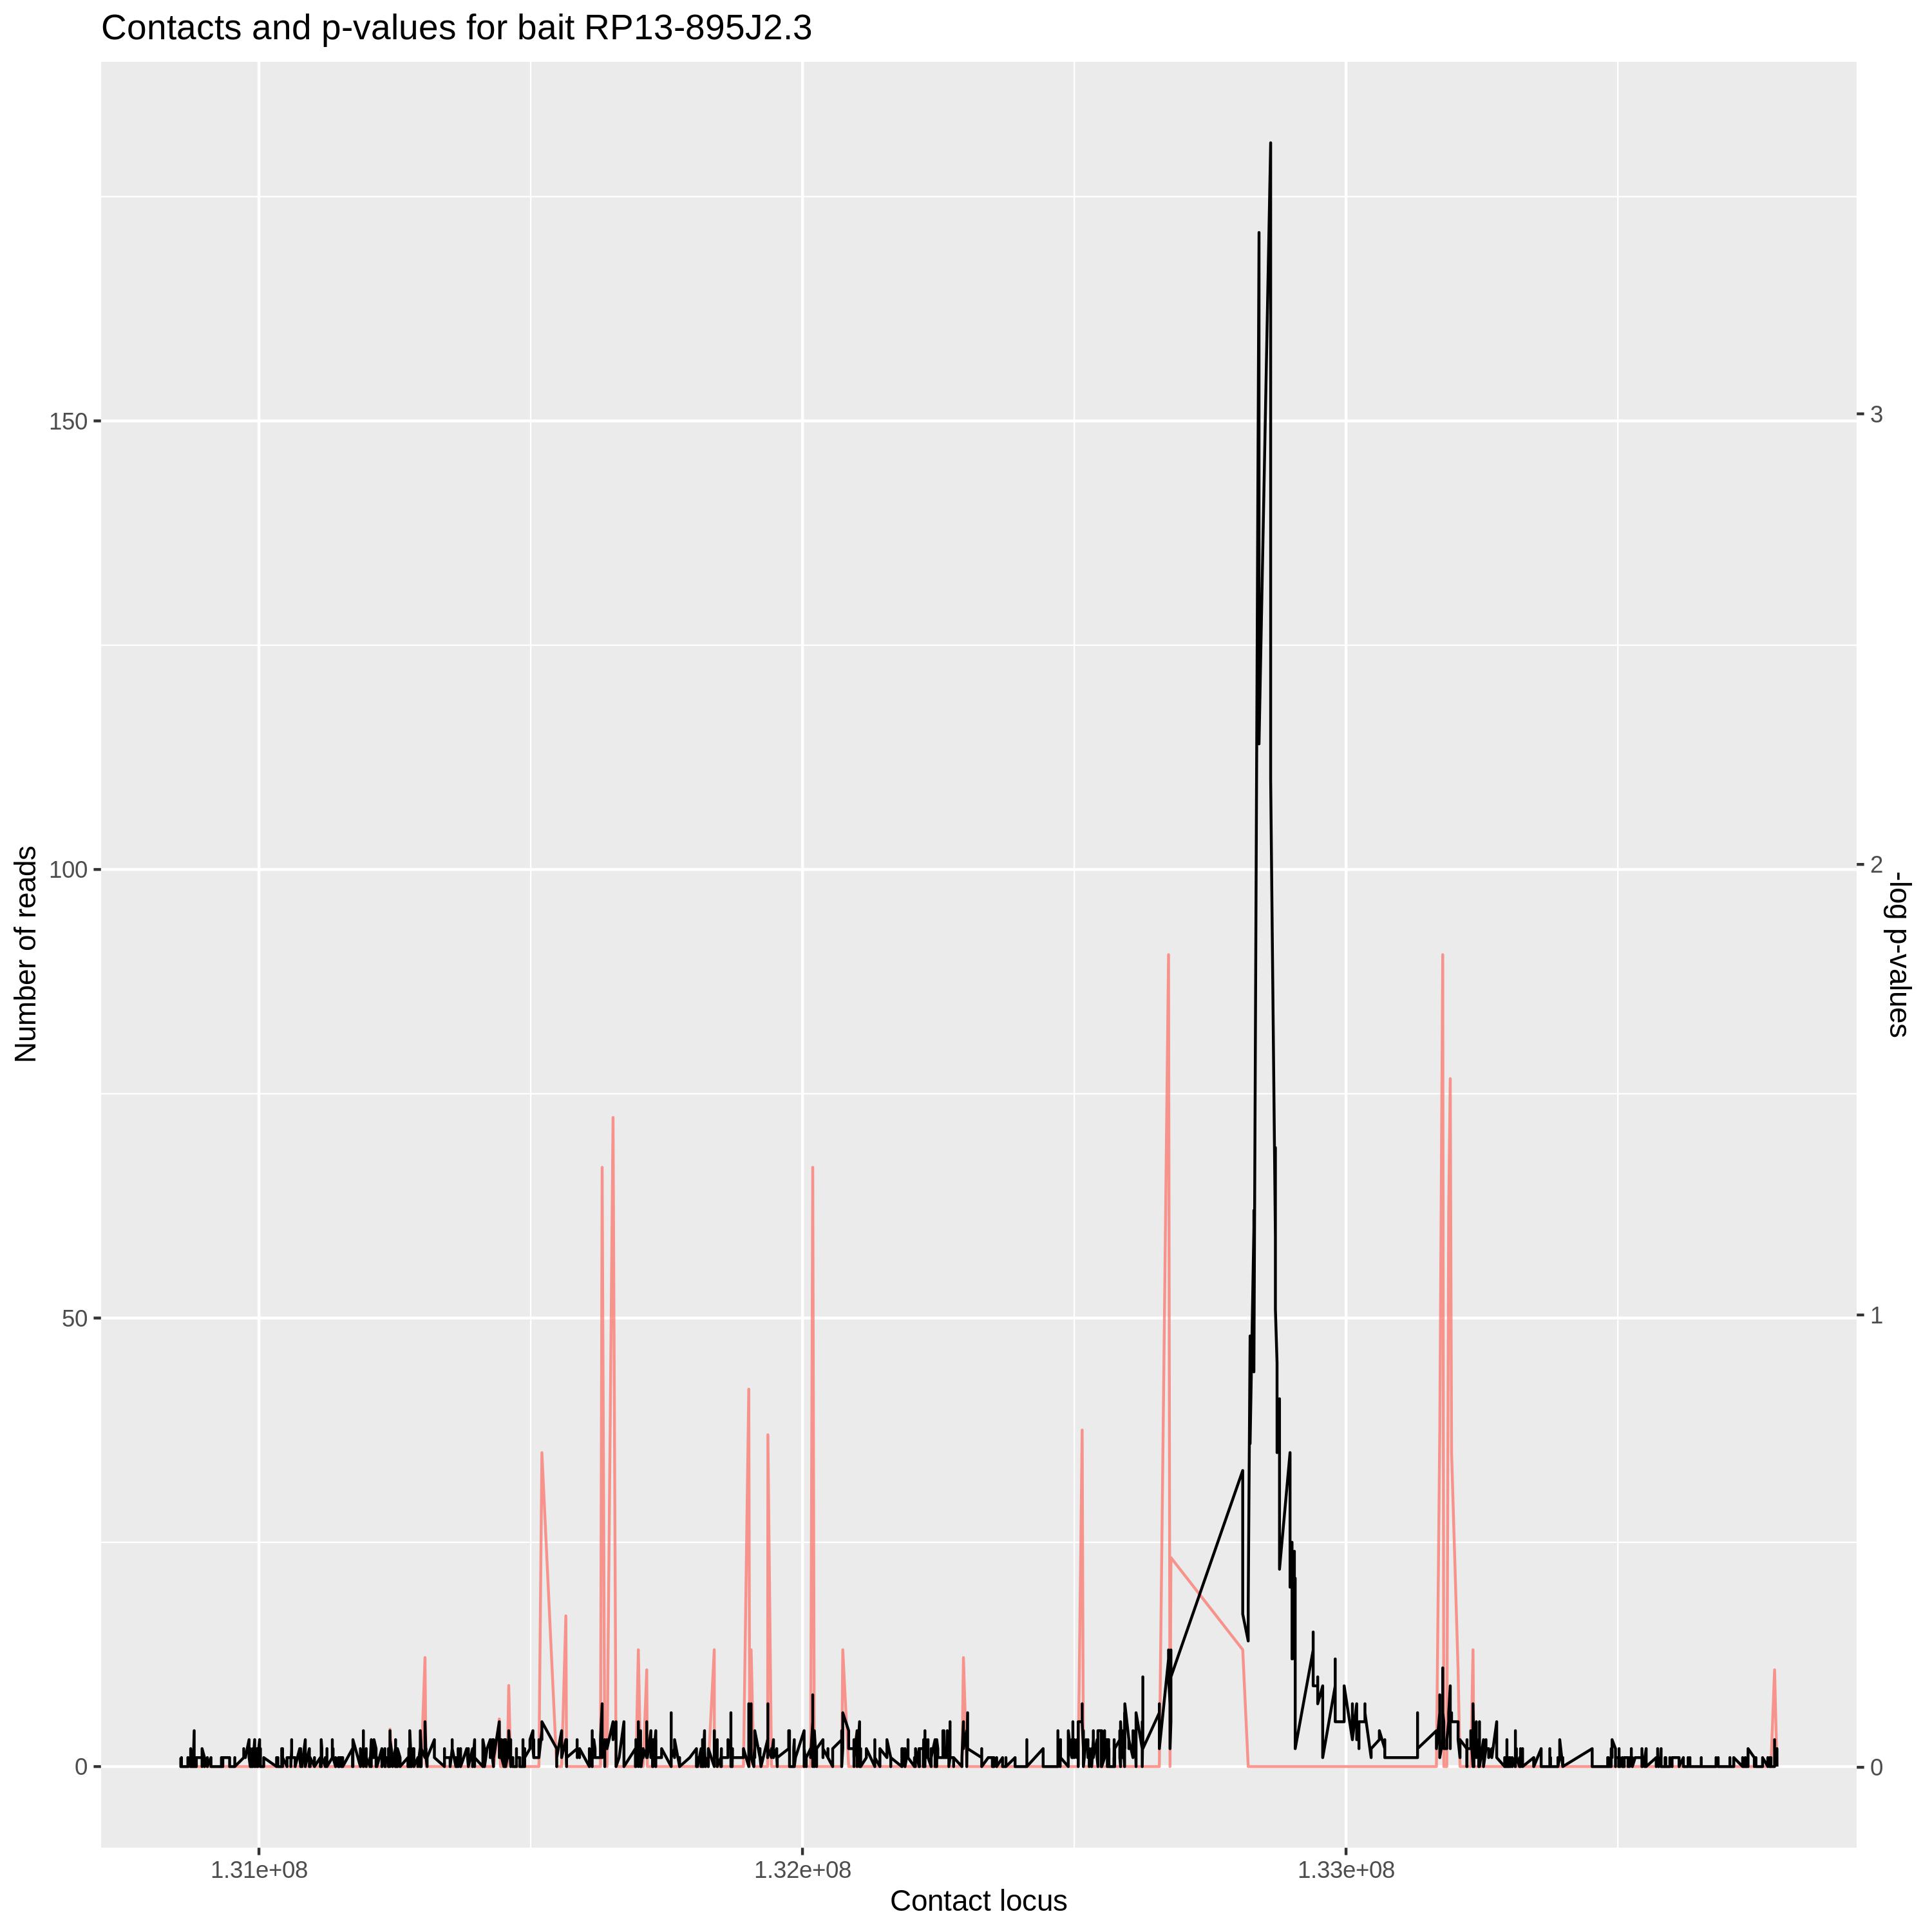 Contacts and p-values for bait RP13-895J2.3
Number of reads
150
100
50
0
3
2
1
0
-log p-values
1.31e+08
1.32e+08
1.33e+08
Contact locus